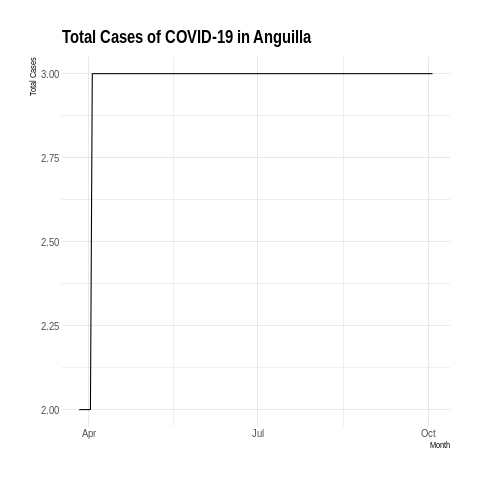 Total Cases of COVID-19 in Anguilla
Total Cases
3.00
2.75
2.50
2.25
2.00
Apr
Jul
Oct
Month